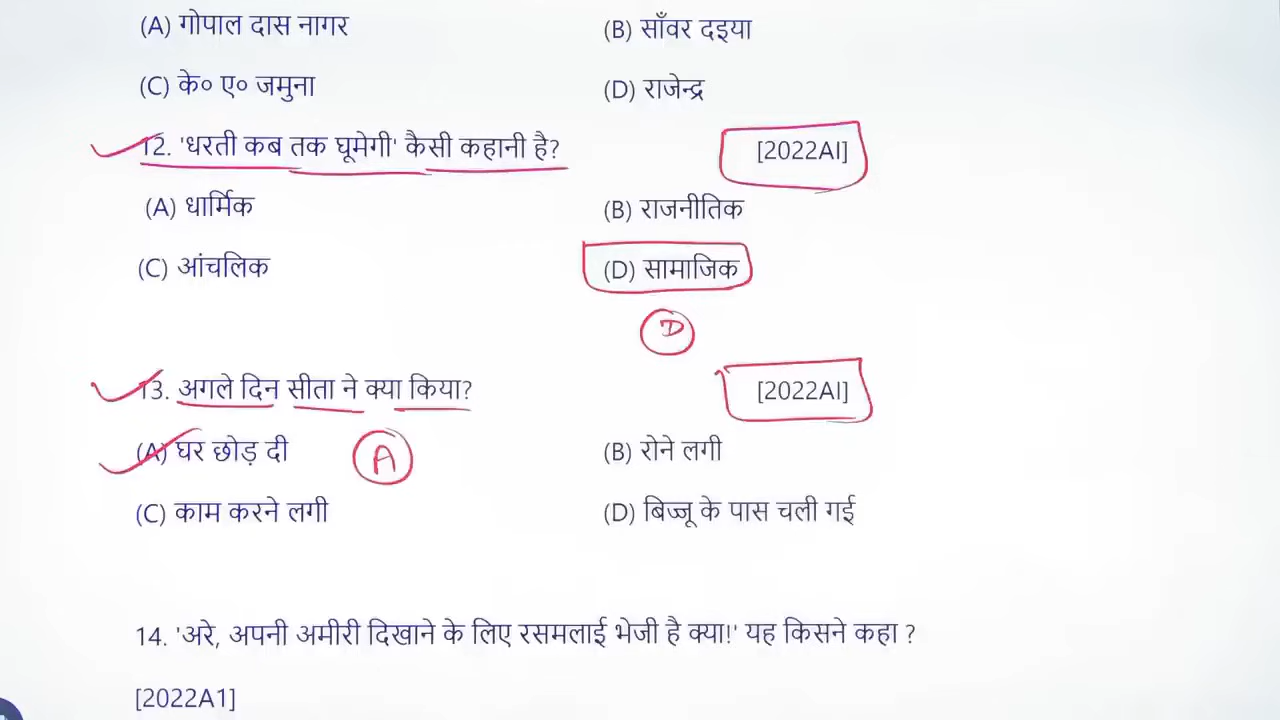 (A) गोपाल दास नागर (B) साँवर दइया
(C) के० ए० जमुना (D) राजेन्द्र
12. 'धरती कब तक घूमेगी' कैसी कहानी है? [2022AI]
(A) धार्मिक (B) राजनीतिक
(C) आंचलिक (D) सामाजिक
D
13. अगले दिन सीता ने क्या किया? [2022AI]
(A) घर छोड़ दी A (B) रोने लगी
(C) काम करने लगी (D) बिज्जू के पास चली गई
14. 'अरे, अपनी अमीरी दिखाने के लिए रसमलाई भेजी है क्या!' यह किसने कहा ?
[2022A1]